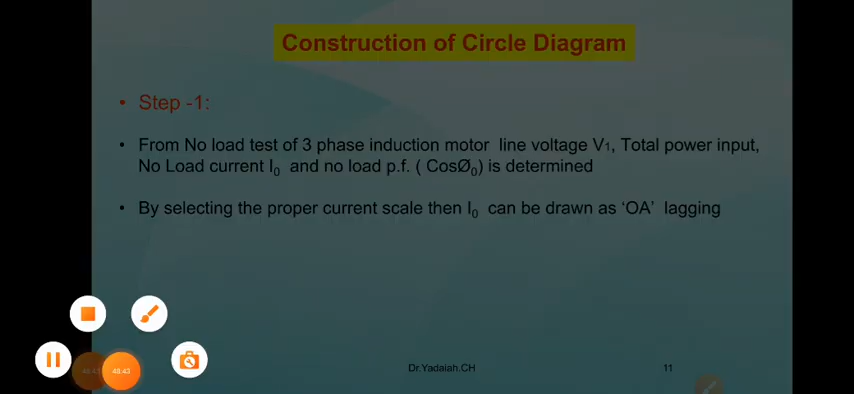 Construction of Circle Diagram
• Step -1:
• From No load test of 3 phase induction motor line voltage V1, Total power input,
No Load current I0 and no load p.f. ( CosØ0) is determined
• By selecting the proper current scale then I0 can be drawn as ‘OA’ lagging
48:43
Dr.Yadaiah.CH
11